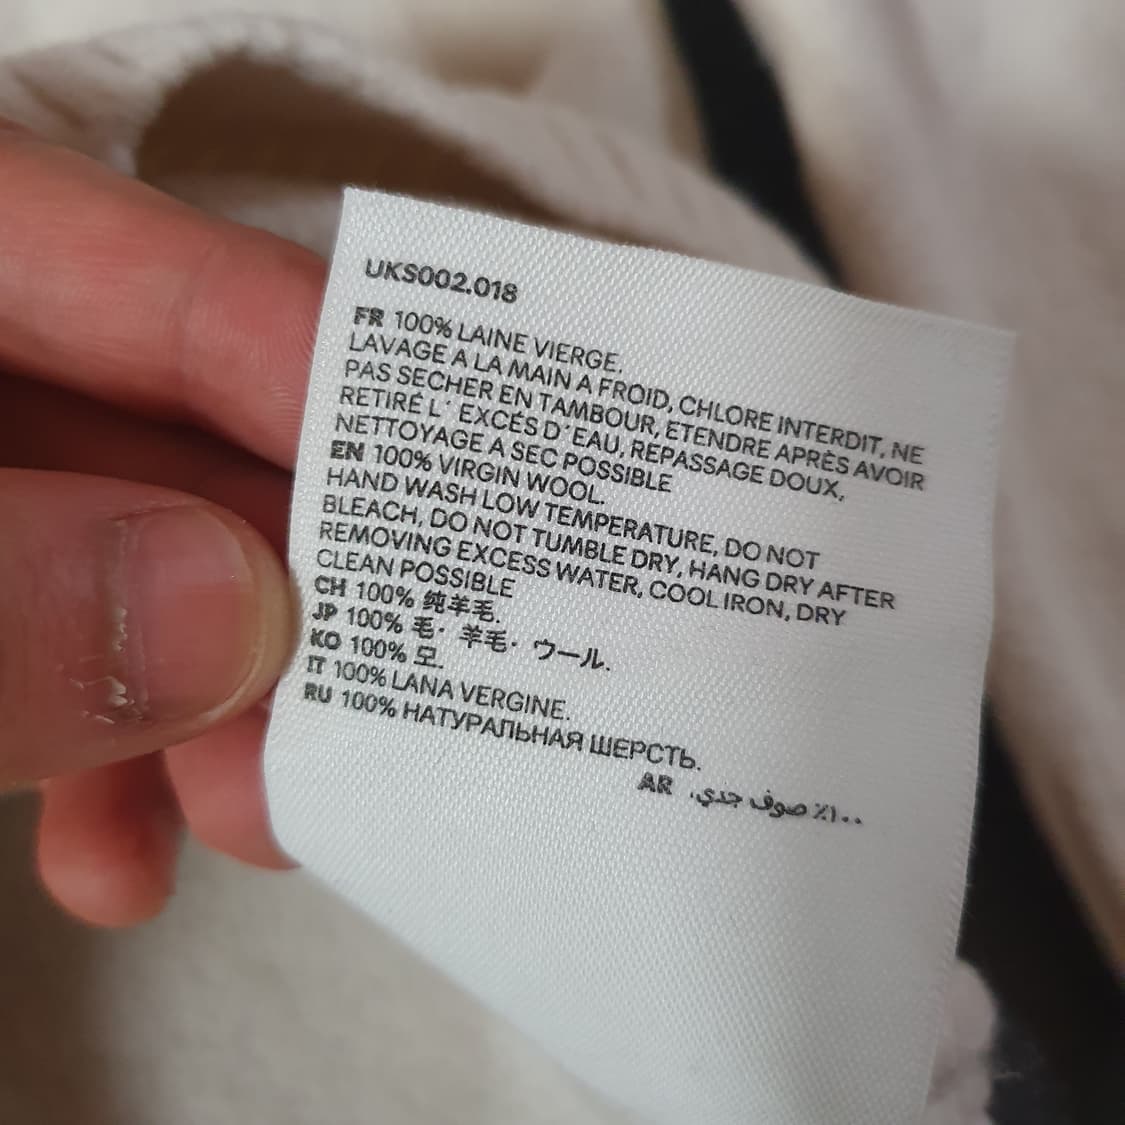 UKS002.018
FR 100% LAINE VIERGE.
LAVAGE A LA MAIN A FROID, CHLORE INTERDIT, NE
PAS SECHER EN TAMBOUR, ETENDRE APRÈS AVOIR
RETIRÉ L' EXCÉS D'EAU, REPASSAGE DOUX,
NETTOYAGE A SEC POSSIBLE
EN 100% VIRGIN WOOL.
HAND WASH LOW TEMPERATURE, DO NOT
BLEACH, DO NOT TUMBLE DRY, HANG DRY AFTER
REMOVING EXCESS WATER, COOL IRON, DRY
CLEAN POSSIBLE
CH 100% 纯羊毛.
JP 100% 毛· 羊毛· ウール.
KO 100% 모.
IT 100% LANA VERGINE.
RU 100% НАТУРАЛЬНАЯ ШЕРСТЬ.
AR ١٠٠٪ صوف جدي.